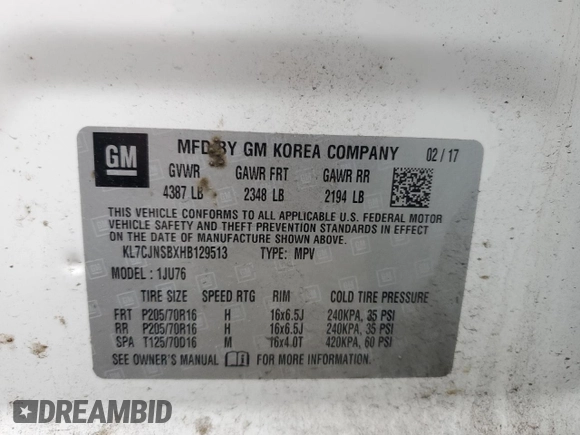 GM
MFD BY GM KOREA COMPANY 02 / 17
GVWR GAWR FRT GAWR RR
4387 LB 2348 LB 2194 LB
THIS VEHICLE CONFORMS TO ALL APPLICABLE U.S. FEDERAL MOTOR
VEHICLE SAFETY AND THEFT PREVENTION STANDARDS IN EFFECT ON
THE DATE OF MANUFACTURE SHOWN ABOVE.
KL7CJNSBXHB129513 TYPE: MPV
MODEL : 1JU76
TIRE SIZE SPEED RTG RIM COLD TIRE PRESSURE
FRT P205/70R16 H 16x6.5J 240KPA, 35 PSI
RR P205/70R16 H 16x6.5J 240KPA, 35 PSI
SPA T125/70D16 M T6x4.0T 420KPA, 60 PSI
SEE OWNER'S MANUAL FOR MORE INFORMATION
DREAMBID